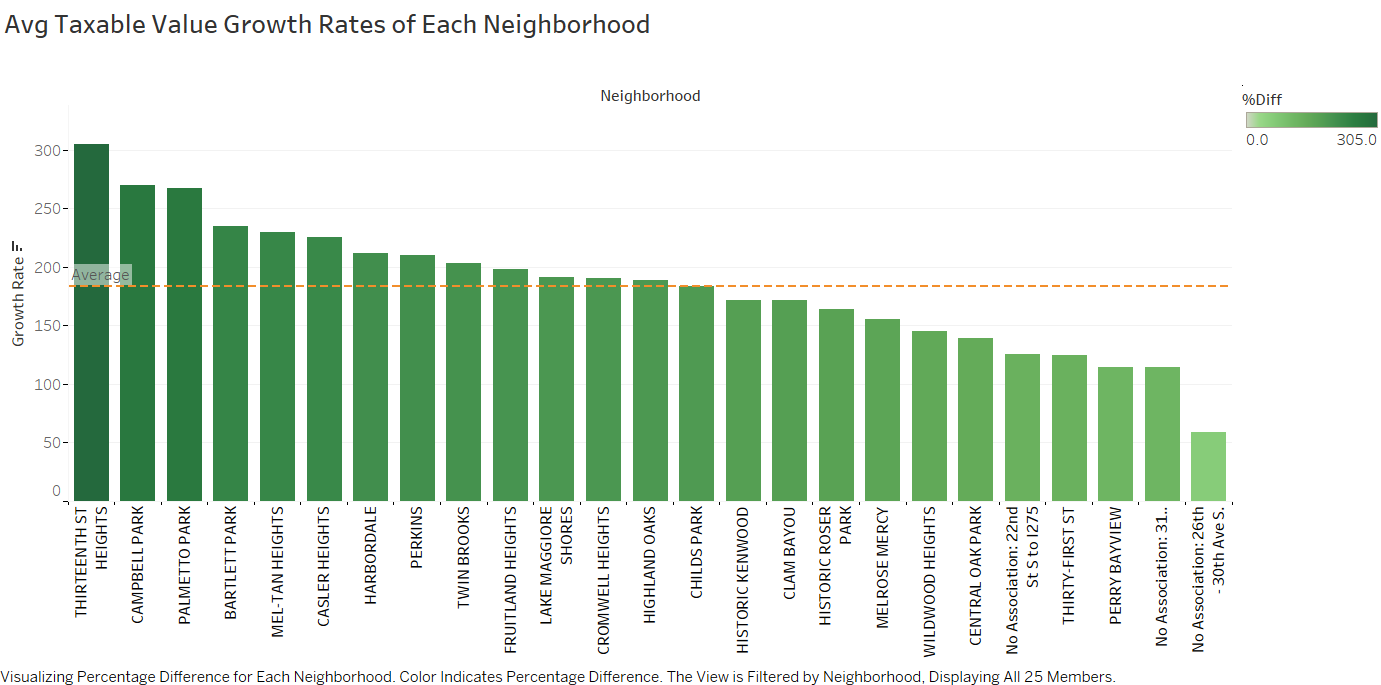 Avg Taxable Value Growth Rates of Each Neighborhood
Neighborhood
%Diff
0.0 305.0
Growth Rate
300
250
200
150
100
50
0
Average
THIRTEENTH ST
HEIGHTS
CAMPBELL PARK
PALMETTO PARK
BARTLETT PARK
MEL-TAN HEIGHTS
CASLER HEIGHTS
HARBORDALE
PERKINS
TWIN BROOKS
FRUITLAND HEIGHTS
LAKE MAGGIORE
SHORES
CROMWELL HEIGHTS
HIGHLAND OAKS
CHILDS PARK
HISTORIC KENWOOD
CLAM BAYOU
HISTORIC ROSER
PARK
MELROSE MERCY
WILDWOOD HEIGHTS
CENTRAL OAK PARK
No Association: 22nd
St S to I275
THIRTY-FIRST ST
PERRY BAYVIEW
No Association: 31..
No Association: 26th
- 30th Ave S.
Visualizing Percentage Difference for Each Neighborhood. Color Indicates Percentage Difference. The View is Filtered by Neighborhood, Displaying All 25 Members.